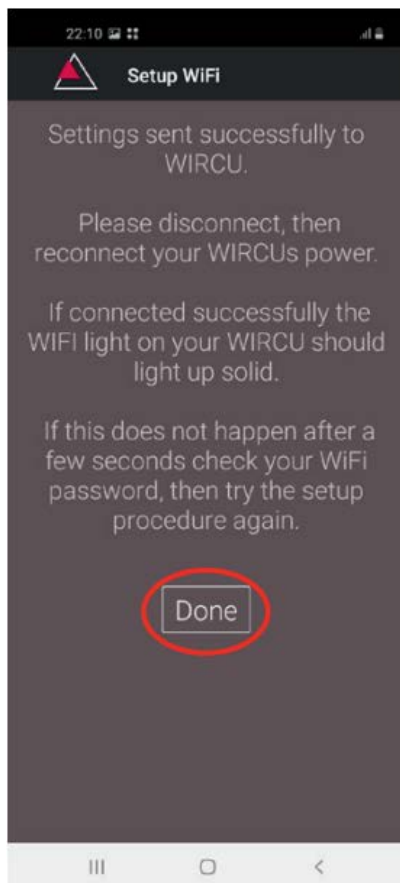 22:10
Setup WiFi
Settings sent successfully to
WIRCU.
Please disconnect, then
reconnect your WIRCUs power.
If connected successfully the
WIFI light on your WIRCU should
light up solid.
If this does not happen after a
few seconds check your WiFi
password, then try the setup
procedure again.
Done